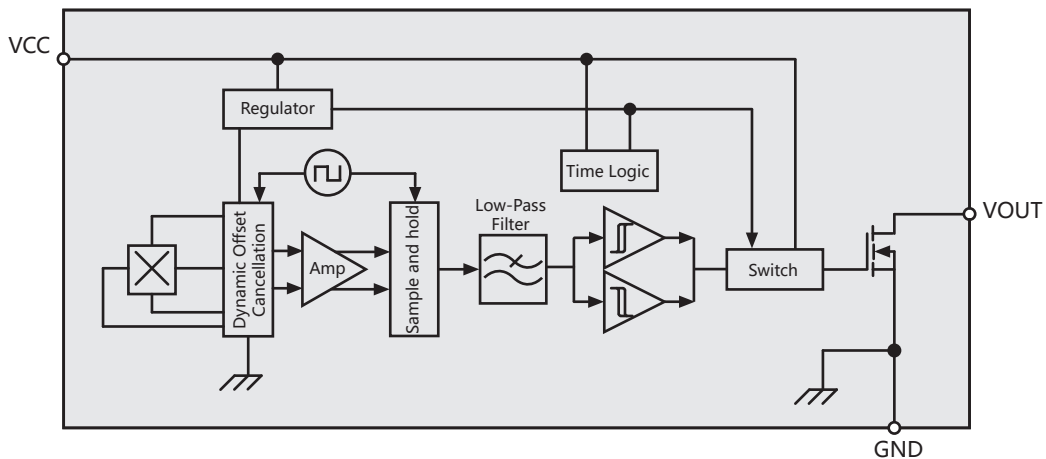 VCC
Regulator
Time Logic
Low-Pass
Filter
VOUT
Dynamic Offset
Cancellation
Amp
Sample and hold
Switch
GND